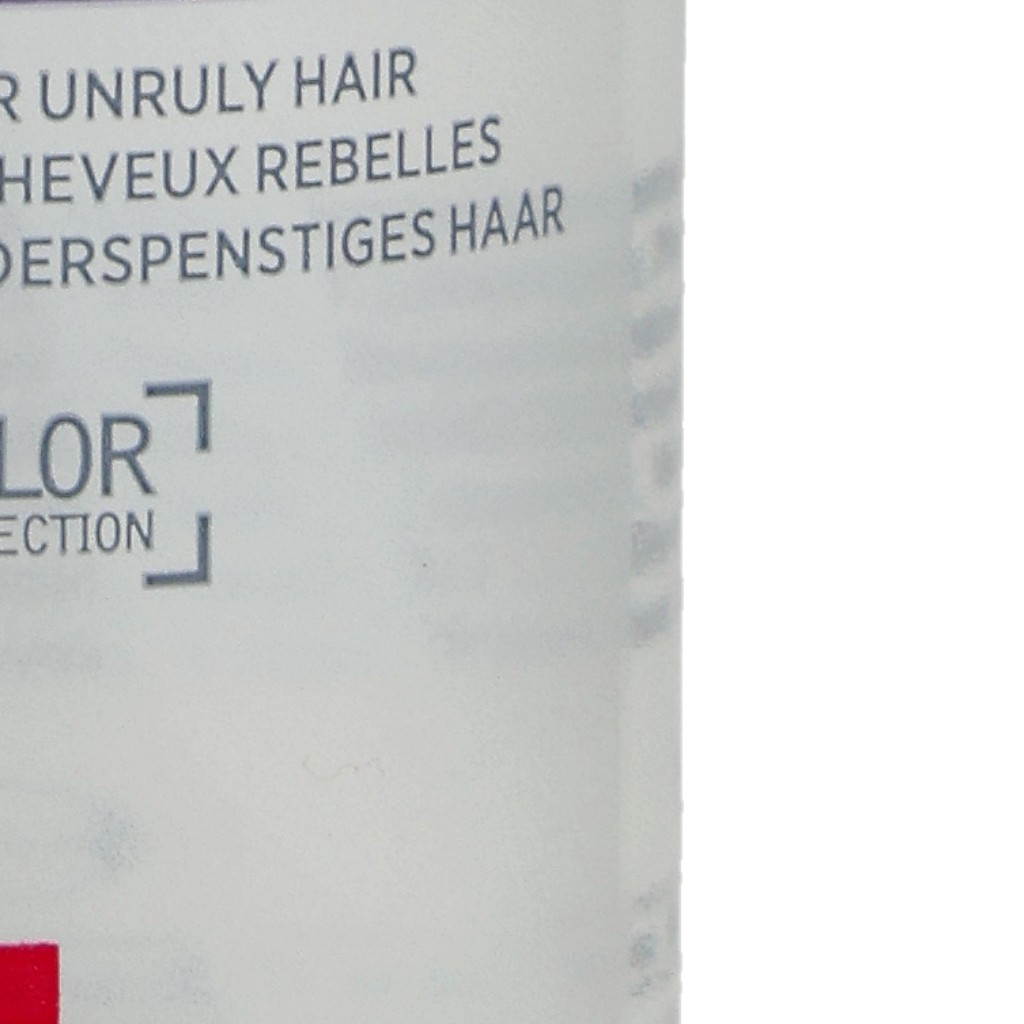 R UNRULY HAIR
HEVEUX REBELLES
DERSPENSTIGES HAAR
LOR
ECTION